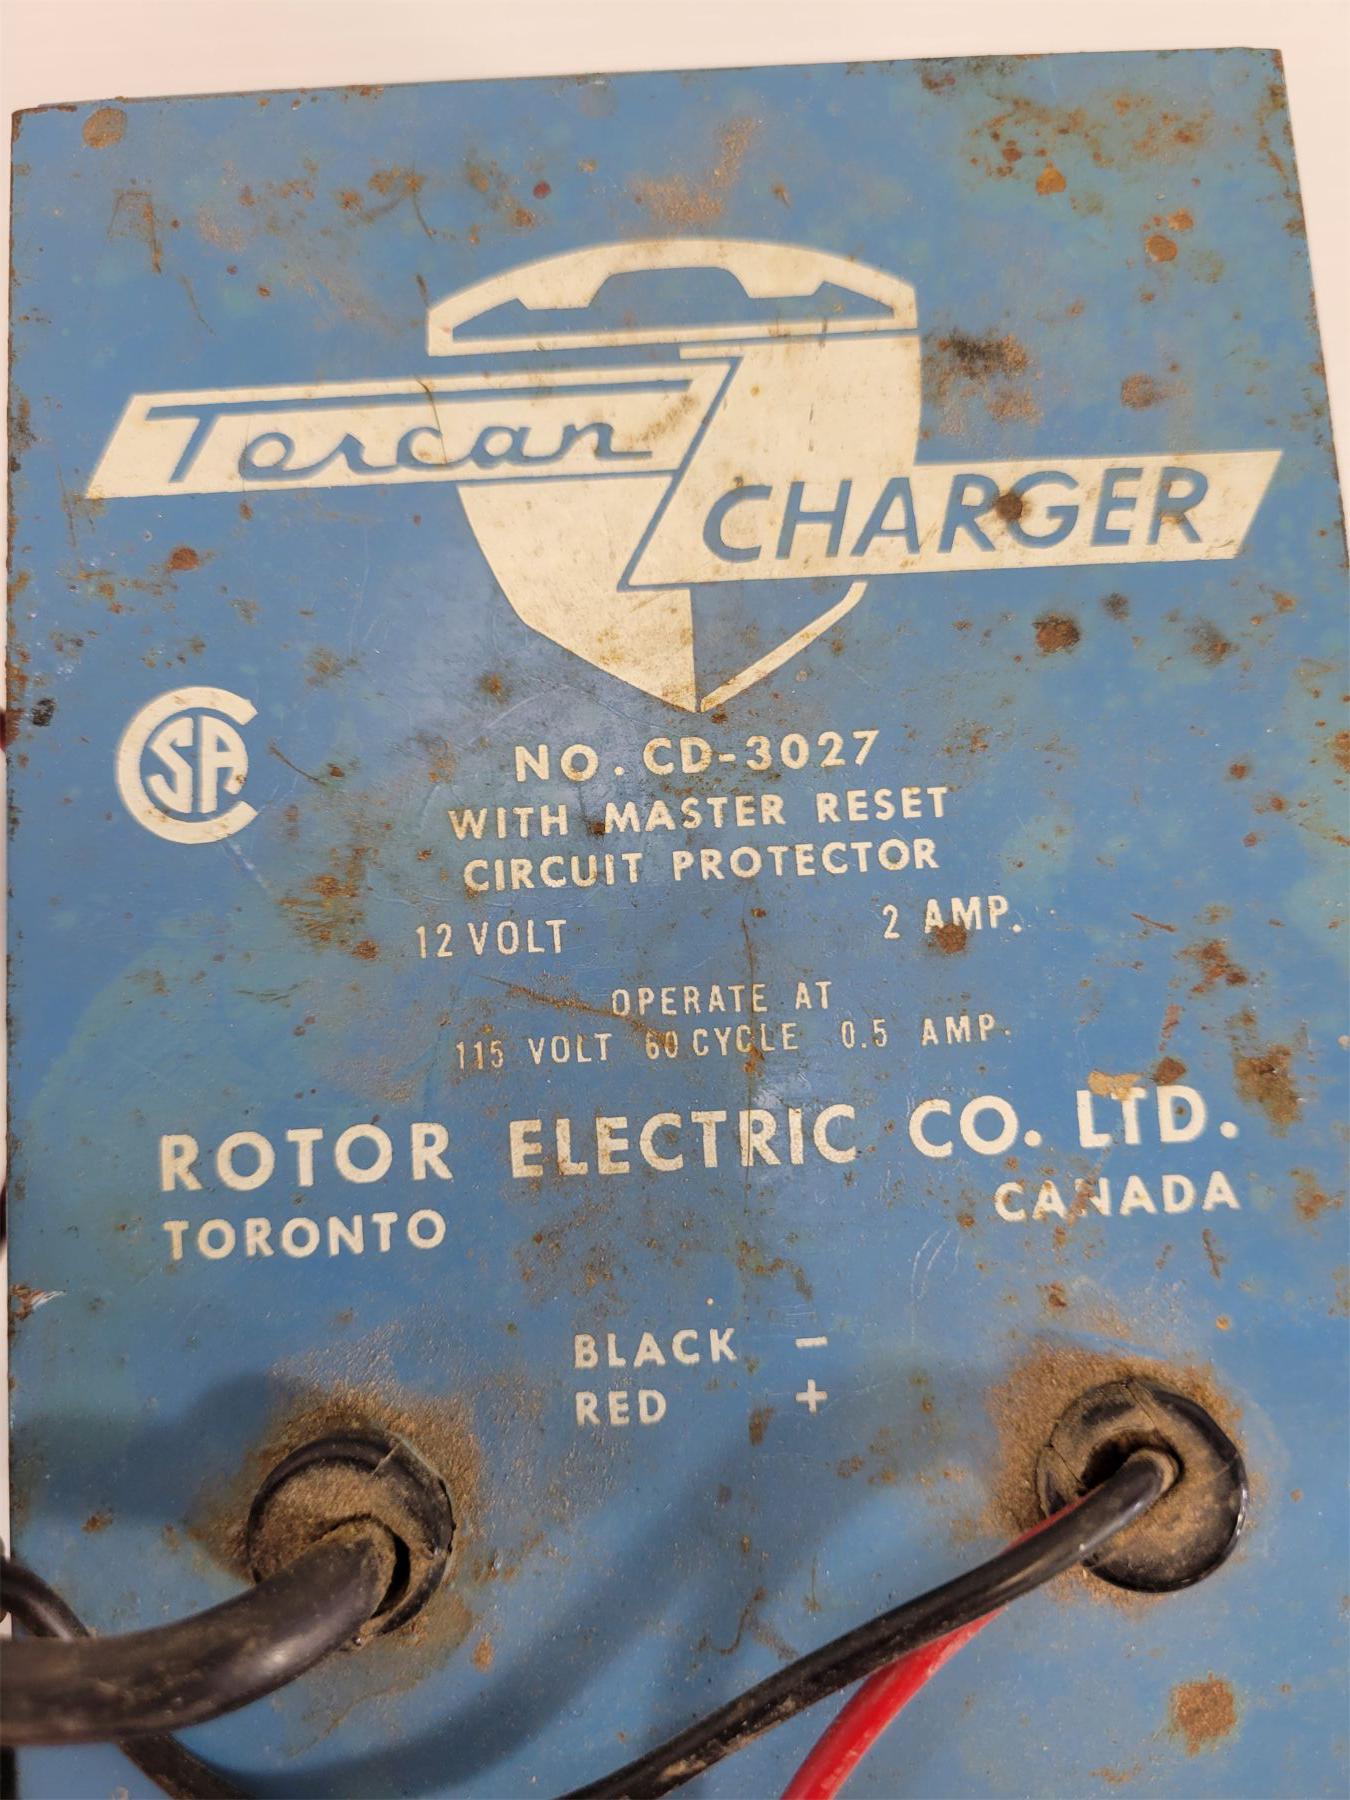 Tercan
CHARGER
CSA
NO. CD-3027
WITH MASTER RESET
CIRCUIT PROTECTOR
12 VOLT 2 AMP.
OPERATE AT
115 VOLT 60 CYCLE 0.5 AMP.
ROTOR ELECTRIC CO. LTD.
TORONTO CANADA
BLACK −
RED +